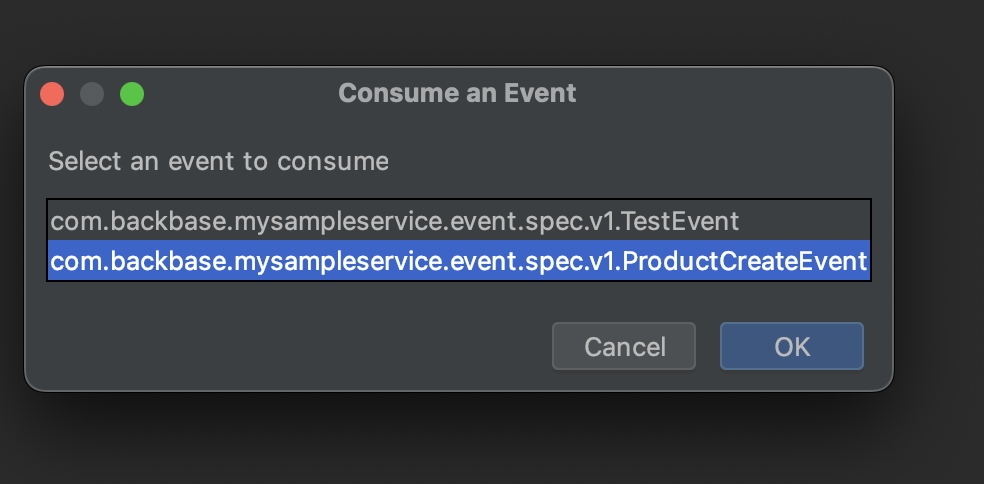 Consume an Event
Select an event to consume
com.backbase.mysampleservice.event.spec.v1.TestEvent
com.backbase.mysampleservice.event.spec.v1.ProductCreateEvent
Cancel
OK